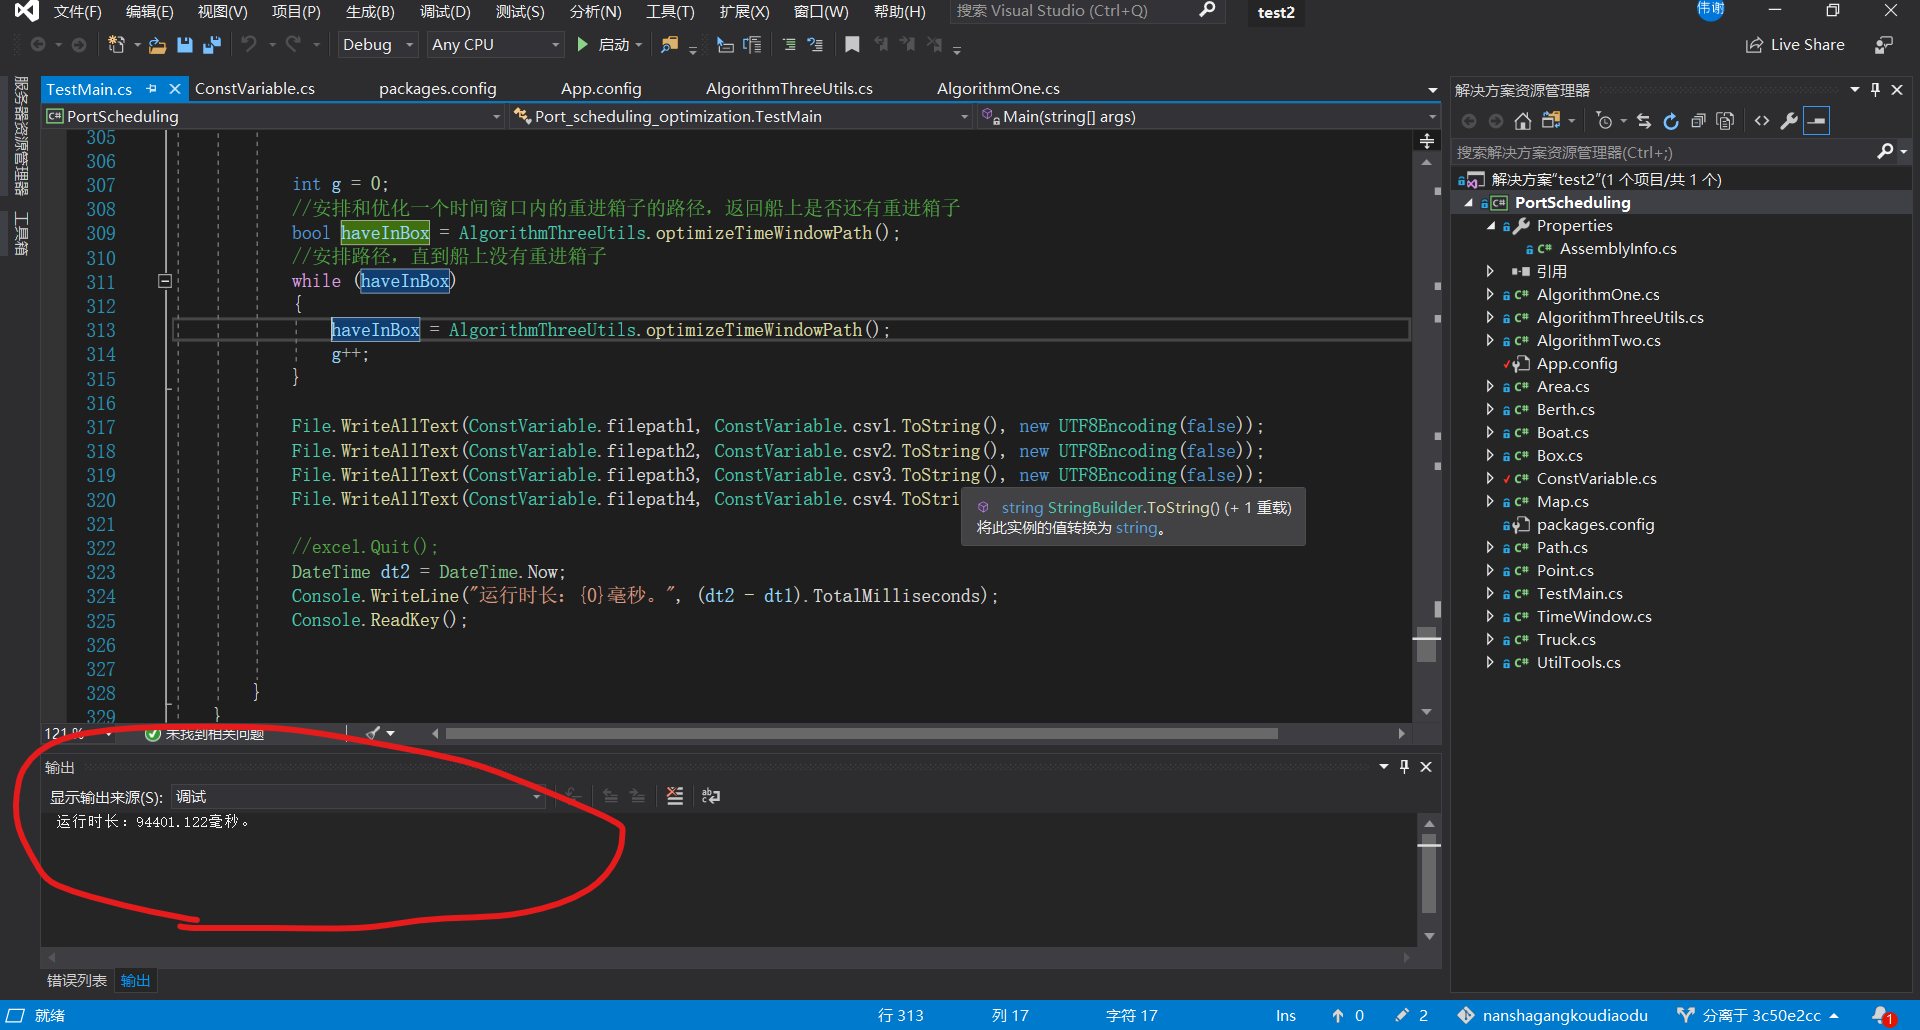 文件(F) 编辑(E) 视图(V) 项目(P) 生成(B) 调试(D) 测试(S) 分析(N) 工具(T) 扩展(X) 窗口(W) 帮助(H) 搜索 Visual Studio (Ctrl+Q) test2 伟谢
Debug Any CPU 启动 Live Share
服务器资源管理器
工具箱
TestMain.cs ConstVariable.cs packages.config App.config AlgorithmThreeUtils.cs AlgorithmOne.cs
PortScheduling Port_scheduling_optimization.TestMain Main(string[] args)
305
306
307 int g = 0;
308 //安排和优化一个时间窗口内的重进箱子的路径，返回船上是否还有重进箱子
309 bool haveInBox = AlgorithmThreeUtils.optimizeTimeWindowPath();
310 //安排路径，直到船上没有重进箱子
311 while (haveInBox)
312 {
313 haveInBox = AlgorithmThreeUtils.optimizeTimeWindowPath();
314 g++;
315 }
316
317 File.WriteAllText(ConstVariable.filepath1, ConstVariable.csv1.ToString(), new UTF8Encoding(false));
318 File.WriteAllText(ConstVariable.filepath2, ConstVariable.csv2.ToString(), new UTF8Encoding(false));
319 File.WriteAllText(ConstVariable.filepath3, ConstVariable.csv3.ToString(), new UTF8Encoding(false));
320 File.WriteAllText(ConstVariable.filepath4, ConstVariable.csv4.ToStri
string StringBuilder.ToString() (+ 1 重载)
将此实例的值转换为 string。
321
322 //excel.Quit();
323 DateTime dt2 = DateTime.Now;
324 Console.WriteLine("运行时长：{0}毫秒。", (dt2 - dt1).TotalMilliseconds);
325 Console.ReadKey();
326
327
328 }
329 }
121 % 未找到相关问题
输出
显示输出来源(S): 调试
运行时长：94401.122毫秒。
错误列表 输出
解决方案资源管理器
搜索解决方案资源管理器(Ctrl+;)
解决方案"test2"(1 个项目/共 1 个)
PortScheduling
Properties
AssemblyInfo.cs
引用
AlgorithmOne.cs
AlgorithmThreeUtils.cs
AlgorithmTwo.cs
App.config
Area.cs
Berth.cs
Boat.cs
Box.cs
ConstVariable.cs
Map.cs
packages.config
Path.cs
Point.cs
TestMain.cs
TimeWindow.cs
Truck.cs
UtilTools.cs
就绪 行 313 列 17 字符 17 Ins 0 2 nanshagangkoudiaodu 分离于 3c50e2cc 1